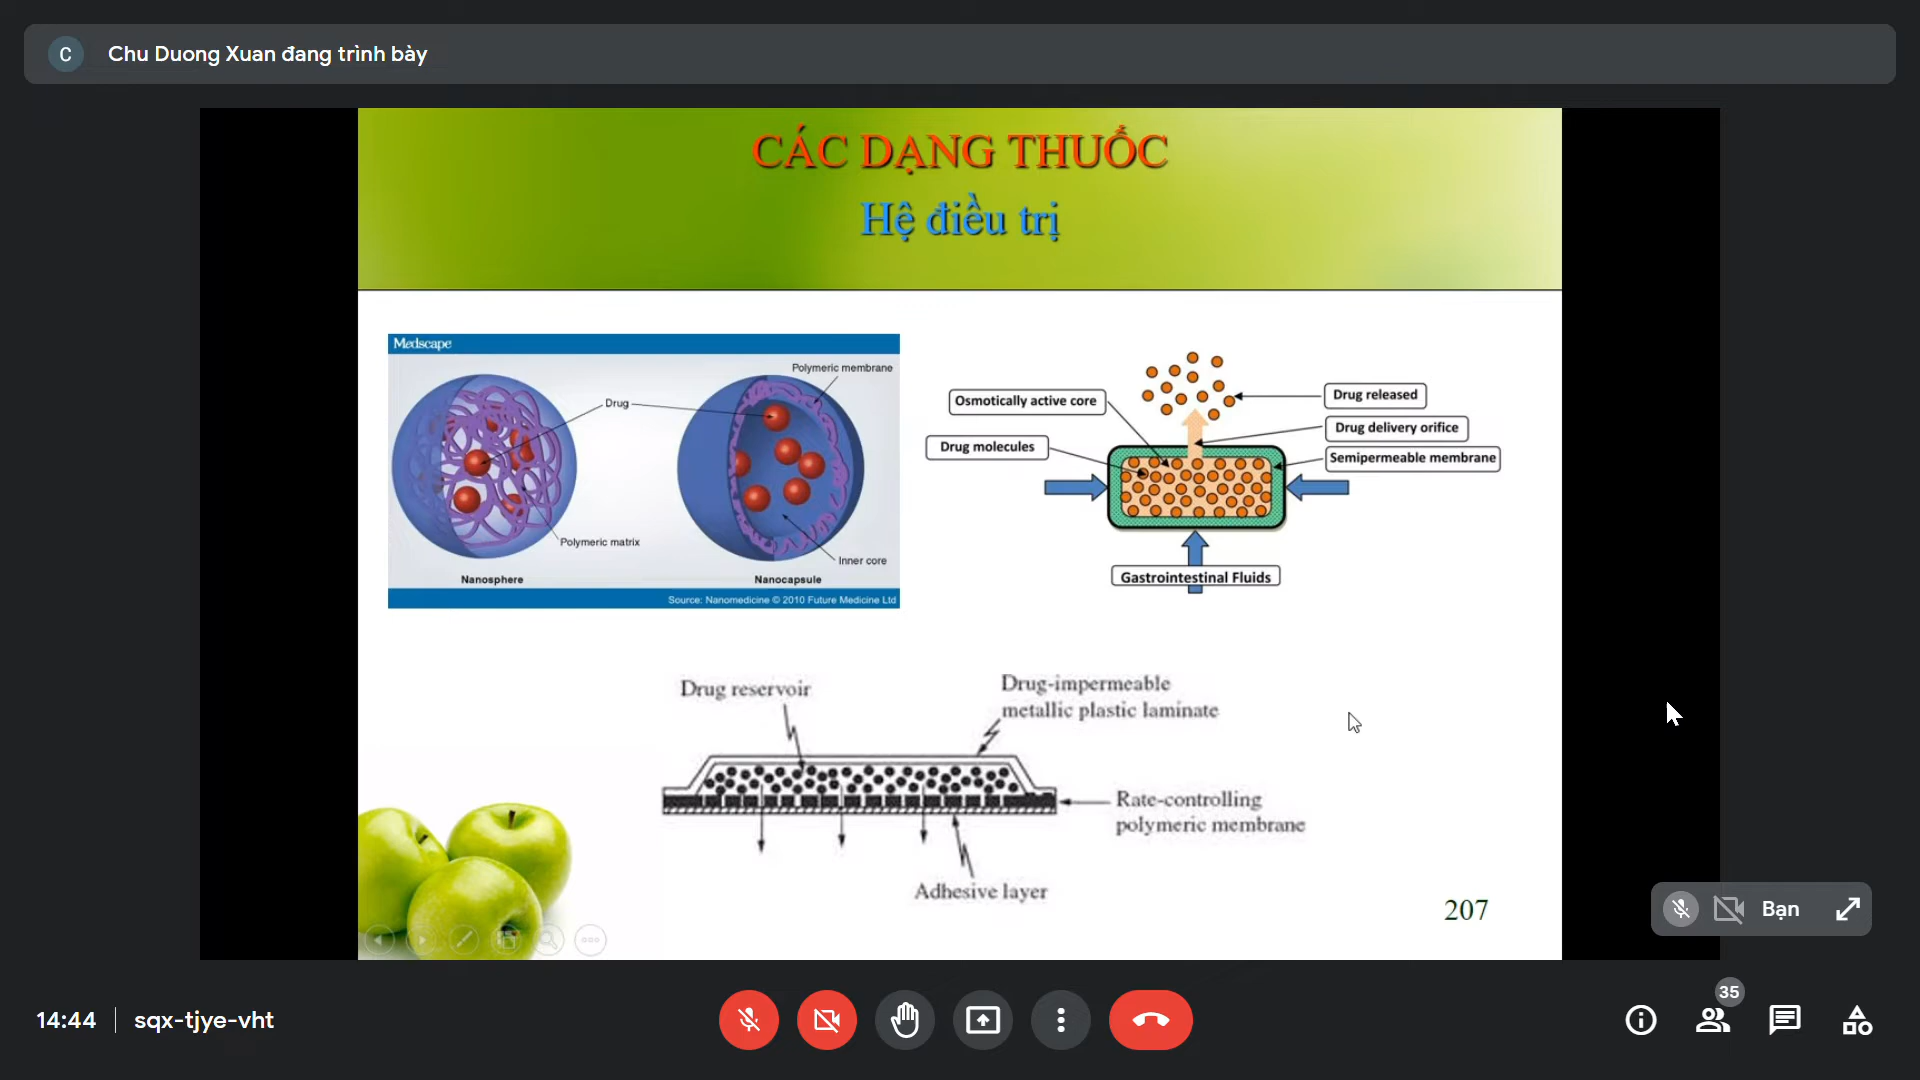 C
Chu Duong Xuan đang trình bày
CÁC DẠNG THUỐC
Hệ điều trị
Medscape
Polymeric membrane
Drug
Polymeric matrix
Inner core
Nanosphere
Nanocapsule
Source: Nanomedicine © 2010 Future Medicine Ltd
Osmotically active core
Drug molecules
Drug released
Drug delivery orifice
Semipermeable membrane
Gastrointestinal Fluids
Drug reservoir
Drug-impermeable
metallic plastic laminate
Rate-controlling
polymeric membrane
Adhesive layer
207
Bạn
14:44
sqx-tjye-vht
35